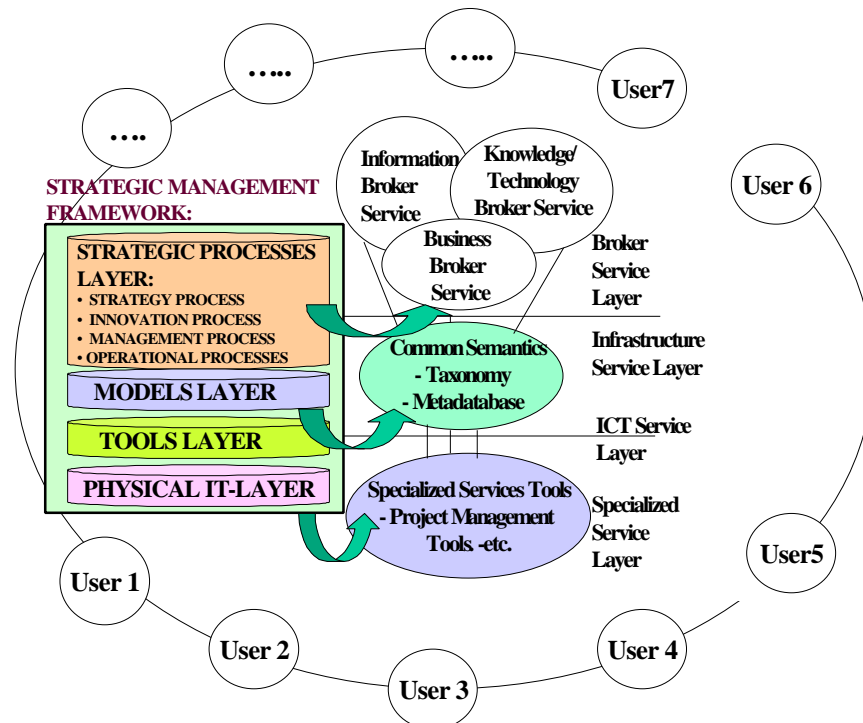 …..
…..
….
User7
User 6
Information
Broker
Service
Knowledge/
Technology
Broker Service
Business
Broker
Service
Broker
Service
Layer
STRATEGIC MANAGEMENT
FRAMEWORK:
STRATEGIC PROCESSES
LAYER:
• STRATEGY PROCESS
• INNOVATION PROCESS
• MANAGEMENT PROCESS
• OPERATIONAL PROCESSES
MODELS LAYER
TOOLS LAYER
PHYSICAL IT-LAYER
Common Semantics
- Taxonomy
- Metadatabase
Infrastructure
Service Layer
ICT Service
Layer
Specialized Services Tools
- Project Management
Tools. -etc.
Specialized
Service
Layer
User5
User 1
User 2
User 3
User 4